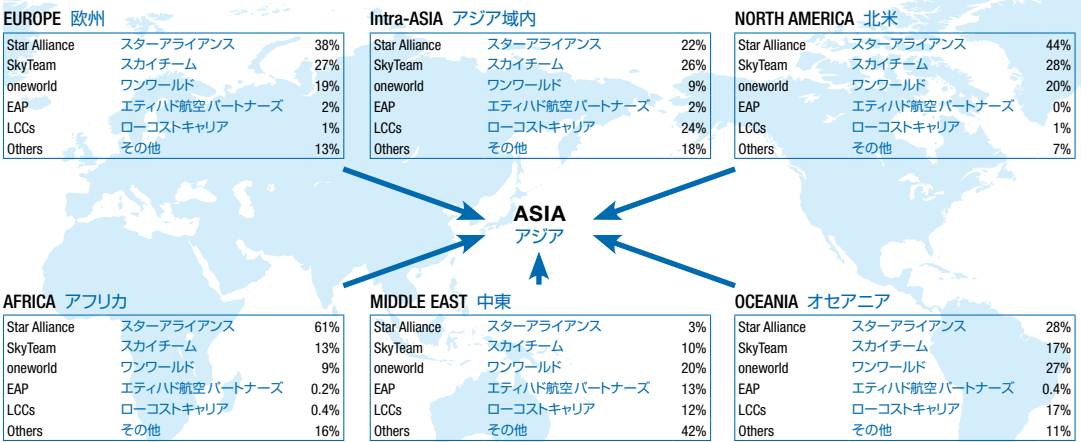 EUROPE 欧州
Star Alliance スターアライアンス 38%
SkyTeam スカイチーム 27%
oneworld ワンワールド 19%
EAP エティハド航空パートナーズ 2%
LCCs ローコストキャリア 1%
Others その他 13%
Intra-ASIA アジア域内
Star Alliance スターアライアンス 22%
SkyTeam スカイチーム 26%
oneworld ワンワールド 9%
EAP エティハド航空パートナーズ 2%
LCCs ローコストキャリア 24%
Others その他 18%
NORTH AMERICA 北米
Star Alliance スターアライアンス 44%
SkyTeam スカイチーム 28%
oneworld ワンワールド 20%
EAP エティハド航空パートナーズ 0%
LCCs ローコストキャリア 1%
Others その他 7%
ASIA
アジア
AFRICA アフリカ
Star Alliance スターアライアンス 61%
SkyTeam スカイチーム 13%
oneworld ワンワールド 9%
EAP エティハド航空パートナーズ 0.2%
LCCs ローコストキャリア 0.4%
Others その他 16%
MIDDLE EAST 中東
Star Alliance スターアライアンス 3%
SkyTeam スカイチーム 10%
oneworld ワンワールド 20%
EAP エティハド航空パートナーズ 13%
LCCs ローコストキャリア 12%
Others その他 42%
OCEANIA オセアニア
Star Alliance スターアライアンス 28%
SkyTeam スカイチーム 17%
oneworld ワンワールド 27%
EAP エティハド航空パートナーズ 0.4%
LCCs ローコストキャリア 17%
Others その他 11%